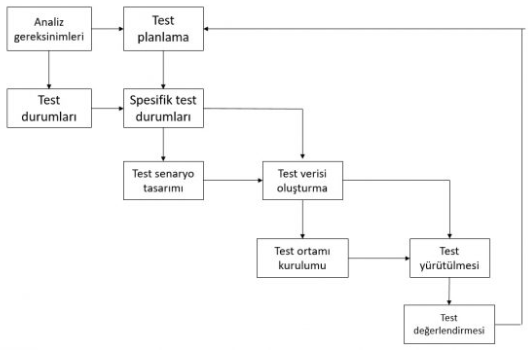 Analiz
gereksinimleri
Test
planlama
Test
durumları
Spesifik test
durumları
Test senaryo
tasarımı
Test verisi
oluşturma
Test ortamı
kurulumu
Test
yürütülmesi
Test
değerlendirmesi